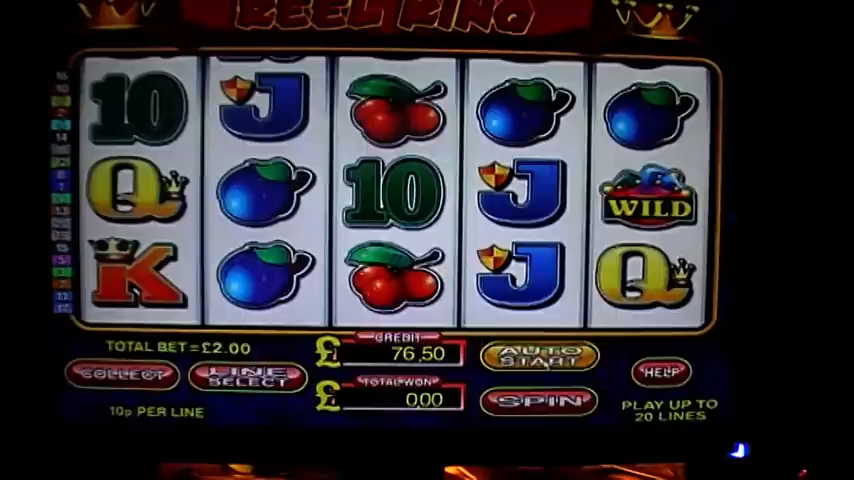 REEL KING
10 J
Q 10 J WILD
K J Q
TOTAL BET=£2.00
CREDIT
£ 76,50
AUTO START
COLLECT
LINE SELECT
HELP
TOTAL WON
£ 0,00
SPIN
10p PER LINE
PLAY UP TO
20 LINES